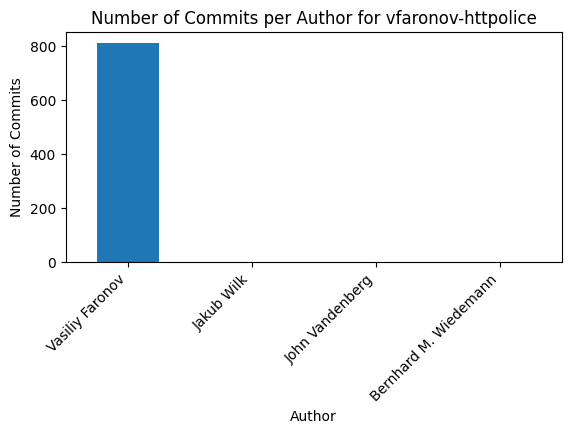 Number of Commits per Author for vfaronov-httpolice
Number of Commits
800
600
400
200
0
Vasiliy Faronov
Jakub Wilk
John Vandenberg
Bernhard M. Wiedemann
Author